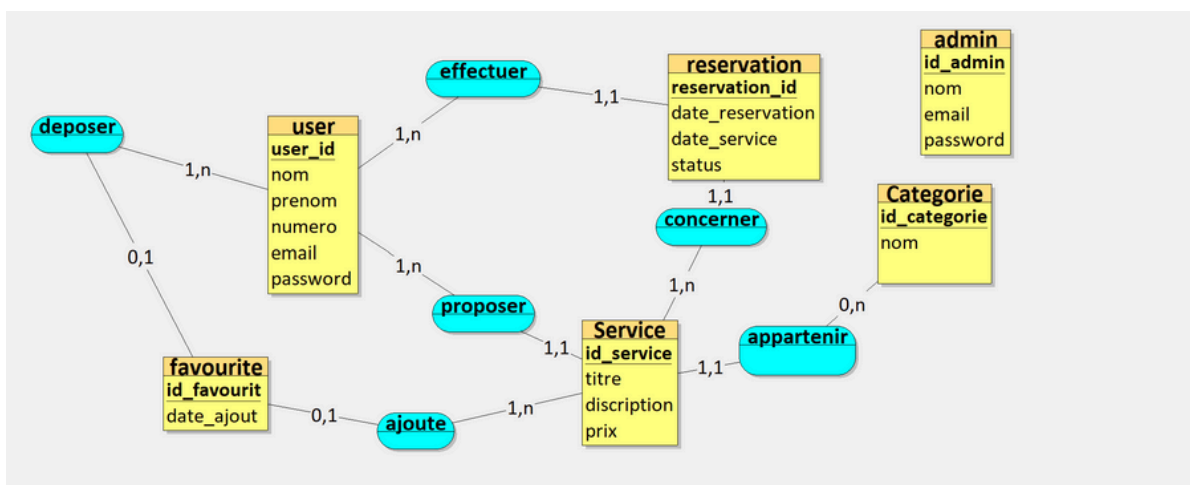 admin
id_admin
nom
email
password
effectuer
1,1
reservation
reservation_id
date_reservation
date_service
status
deposer
1,n
user
user_id
nom
prenom
numero
email
password
1,n
1,1
concerner
1,n
Categorie
id_categorie
nom
0,1
1,n
proposer
1,1
0,n
appartenir
1,1
Service
id_service
titre
discription
prix
favourite
id_favourit
date_ajout
0,1
ajoute
1,n